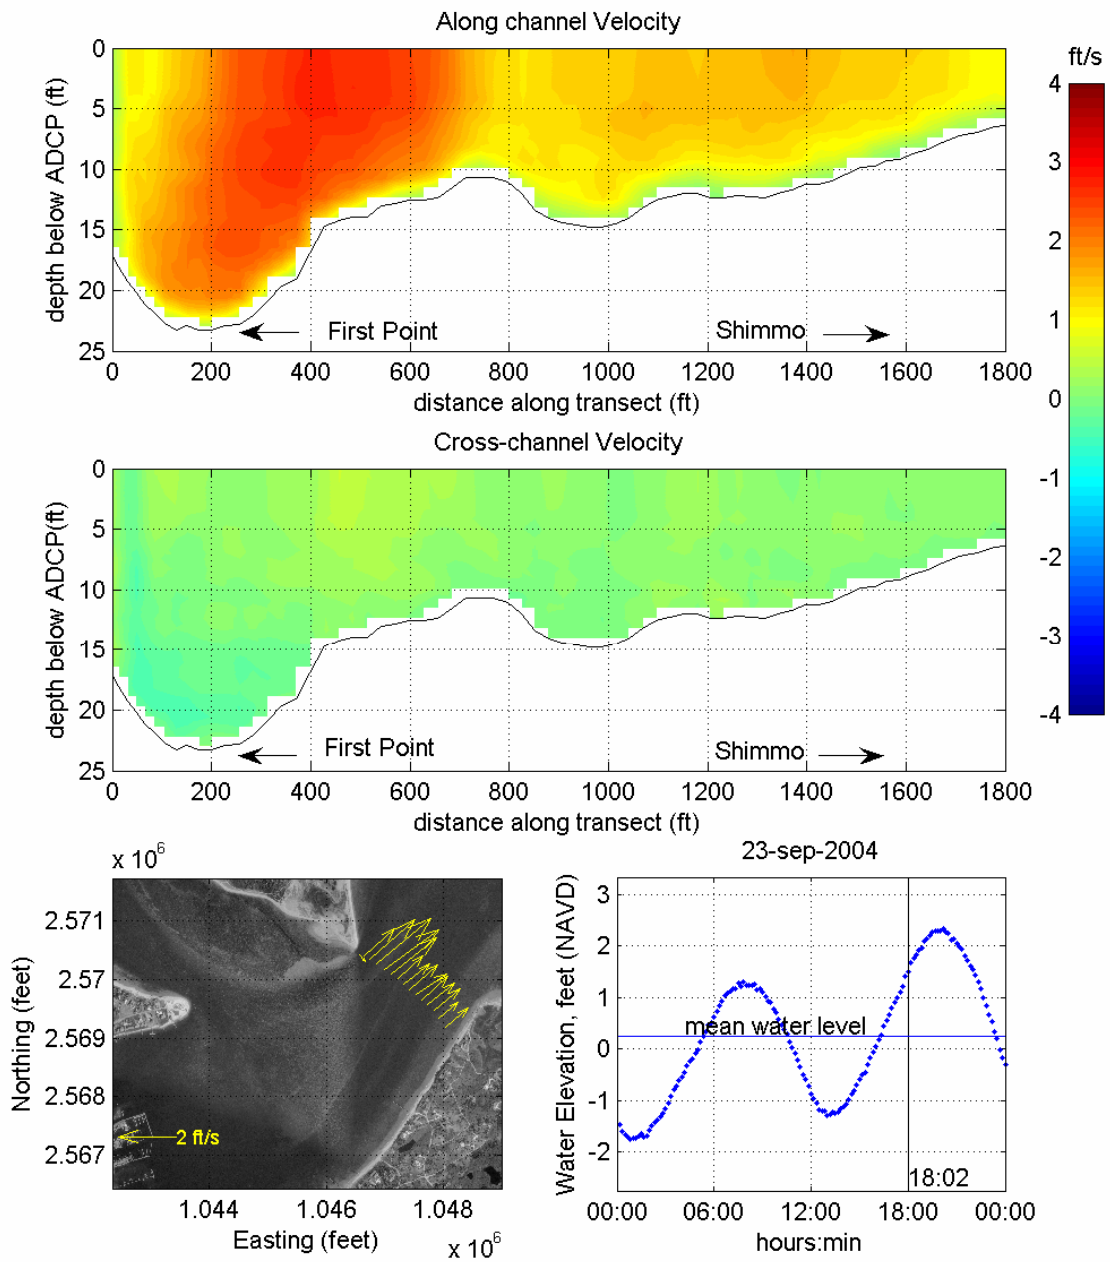 Along channel Velocity
ft/s
0
5
10
15
20
25
depth below ADCP (ft)
First Point
Shimmo
0 200 400 600 800 1000 1200 1400 1600 1800
distance along transect (ft)
4
3
2
1
0
-1
-2
-3
-4
Cross-channel Velocity
0
5
10
15
20
25
depth below ADCP(ft)
First Point
Shimmo
0 200 400 600 800 1000 1200 1400 1600 1800
distance along transect (ft)
x 10⁶
2.571
2.57
2.569
2.568
2.567
Northing (feet)
2 ft/s
1.044 1.046 1.048
Easting (feet)
x 10⁶
23-sep-2004
3
2
1
0
-1
-2
Water Elevation, feet (NAVD)
mean water level
18:02
00:00 06:00 12:00 18:00 00:00
hours:min